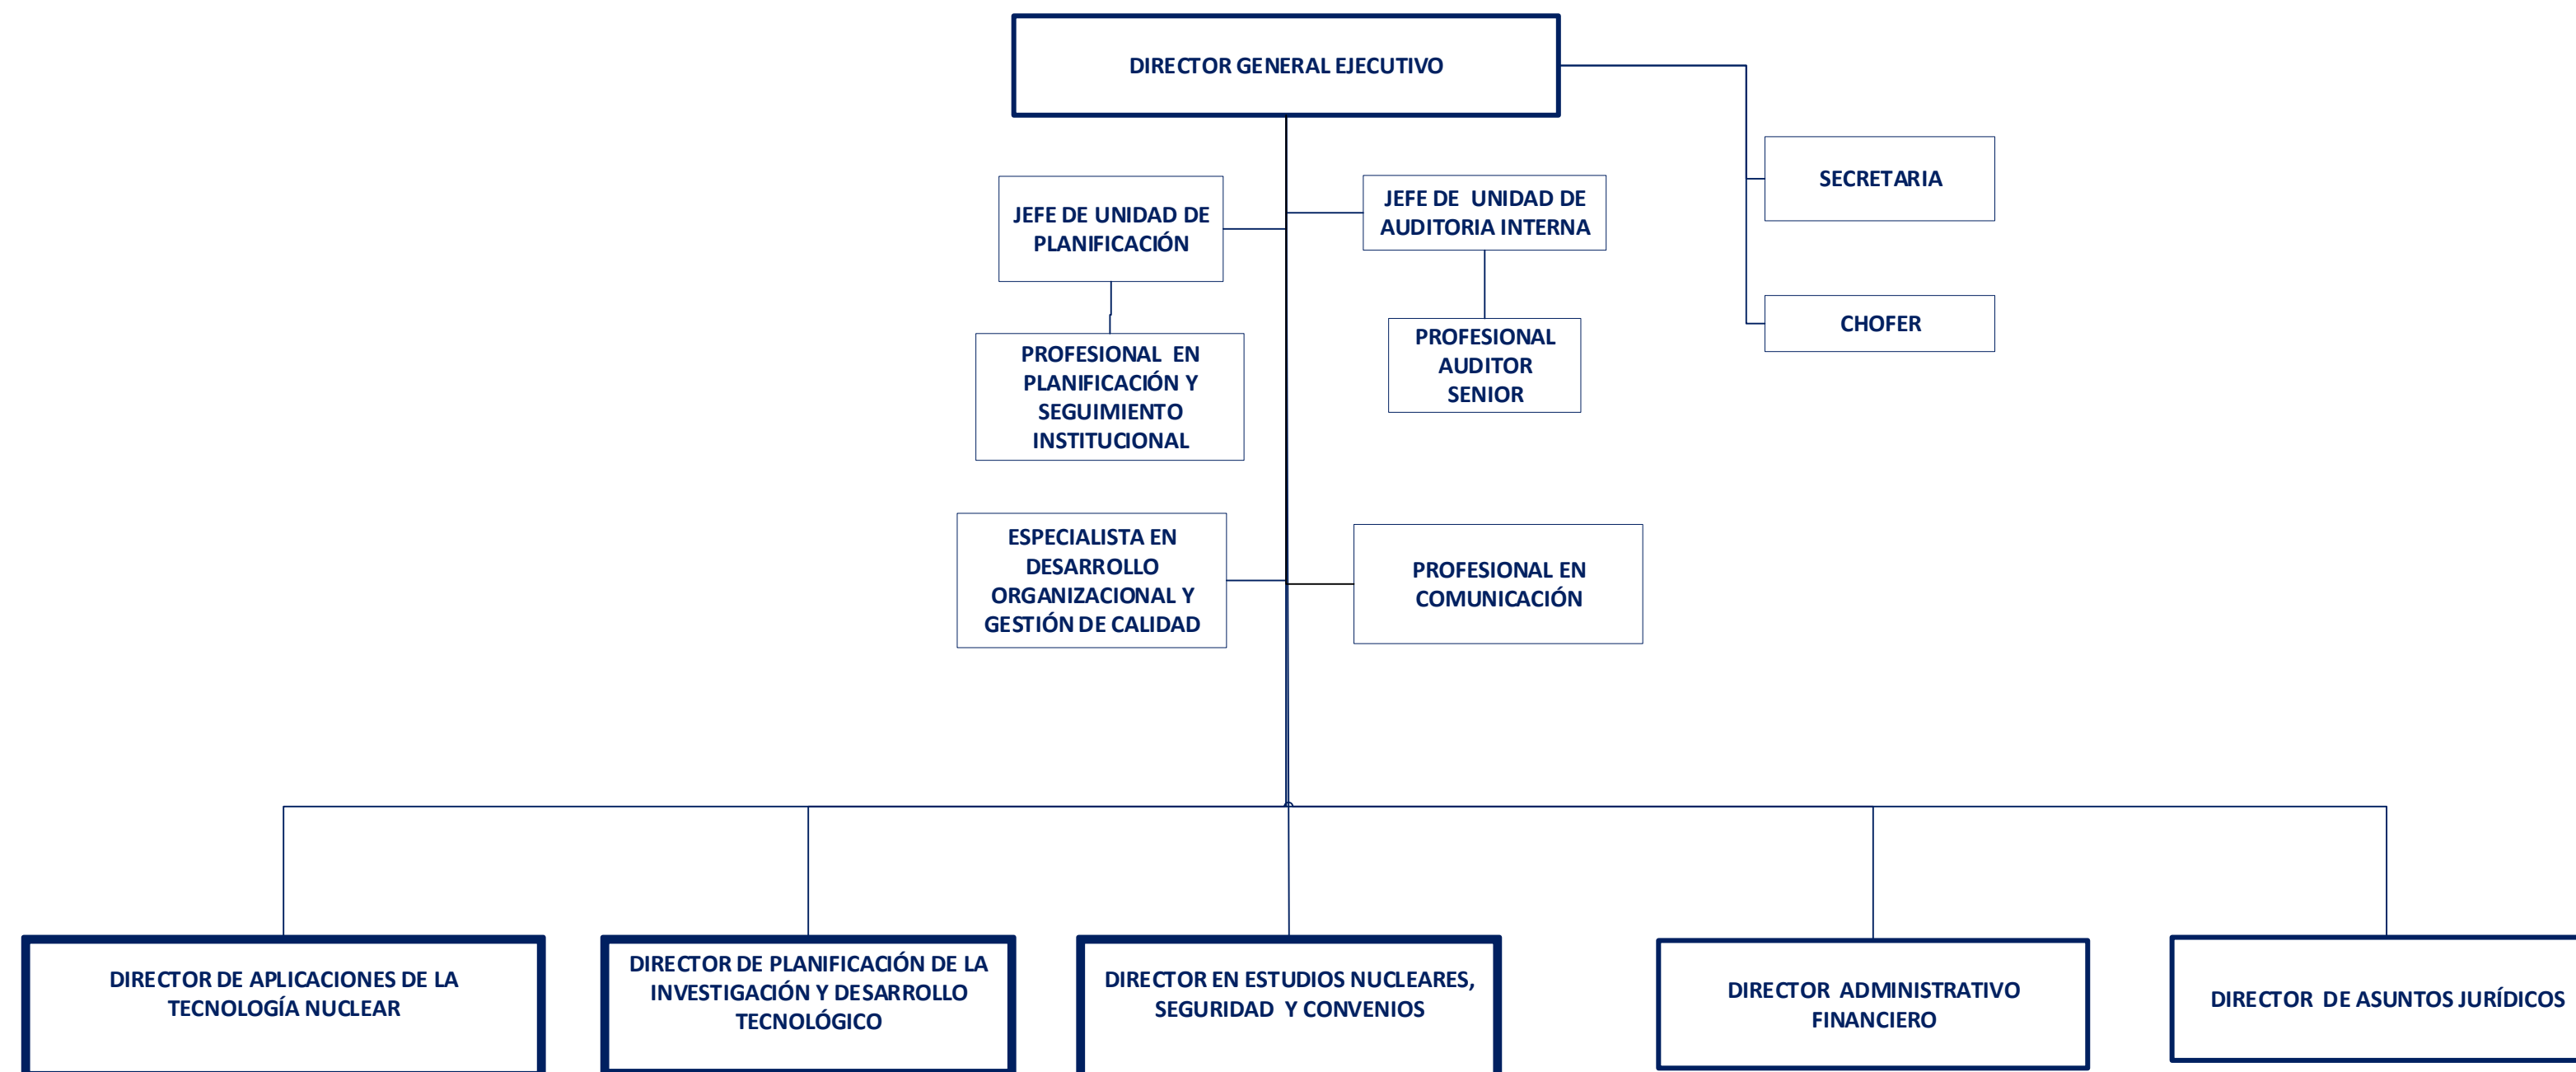 DIRECTOR GENERAL EJECUTIVO
SECRETARIA
JEFE DE UNIDAD DE
PLANIFICACIÓN
JEFE DE UNIDAD DE
AUDITORIA INTERNA
CHOFER
PROFESIONAL EN
PLANIFICACIÓN Y
SEGUIMIENTO
INSTITUCIONAL
PROFESIONAL
AUDITOR
SENIOR
ESPECIALISTA EN
DESARROLLO
ORGANIZACIONAL Y
GESTIÓN DE CALIDAD
PROFESIONAL EN
COMUNICACIÓN
DIRECTOR DE APLICACIONES DE LA
TECNOLOGÍA NUCLEAR
DIRECTOR DE PLANIFICACIÓN DE LA
INVESTIGACIÓN Y DESARROLLO
TECNOLÓGICO
DIRECTOR EN ESTUDIOS NUCLEARES,
SEGURIDAD Y CONVENIOS
DIRECTOR ADMINISTRATIVO
FINANCIERO
DIRECTOR DE ASUNTOS JURÍDICOS